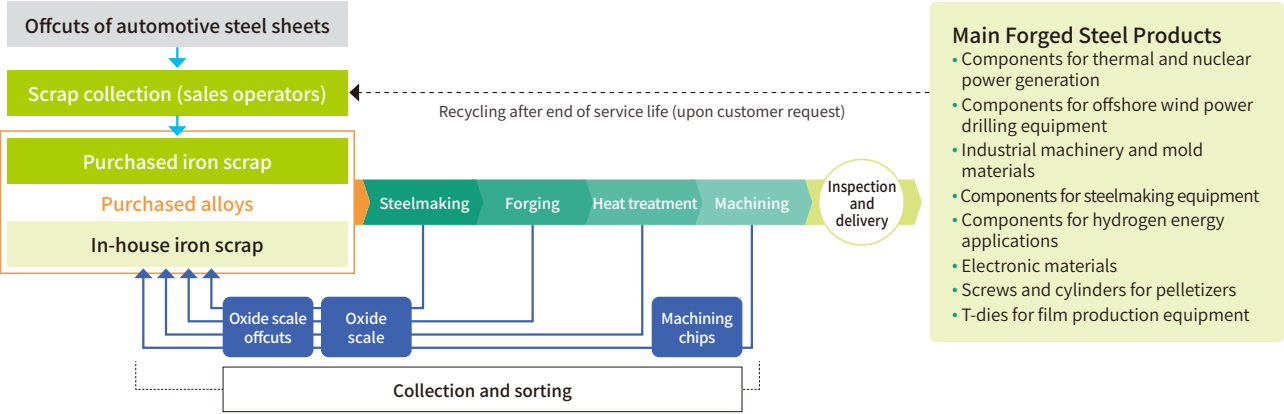 Offcuts of automotive steel sheets
Scrap collection (sales operators)
Purchased iron scrap
Purchased alloys
In-house iron scrap
Recycling after end of service life (upon customer request)
Steelmaking
Forging
Heat treatment
Machining
Inspection
and
delivery
Oxide scale
offcuts
Oxide
scale
Machining
chips
Collection and sorting
Main Forged Steel Products
• Components for thermal and nuclear
power generation
• Components for offshore wind power
drilling equipment
• Industrial machinery and mold
materials
• Components for steelmaking equipment
• Components for hydrogen energy
applications
• Electronic materials
• Screws and cylinders for pelletizers
• T-dies for film production equipment